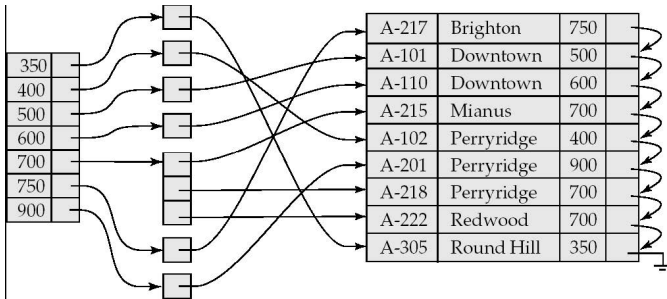 350
400
500
600
700
750
900
A-217 Brighton 750
A-101 Downtown 500
A-110 Downtown 600
A-215 Mianus 700
A-102 Perryridge 400
A-201 Perryridge 900
A-218 Perryridge 700
A-222 Redwood 700
A-305 Round Hill 350